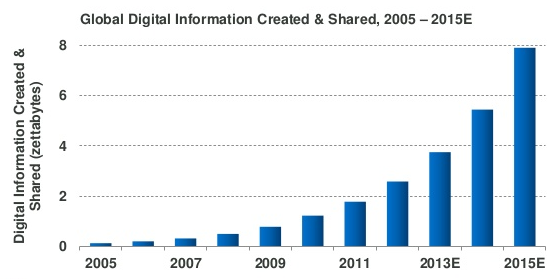 Global Digital Information Created & Shared, 2005 – 2015E
Digital Information Created &
Shared (zettabytes)
8
6
4
2
0
2005 2007 2009 2011 2013E 2015E